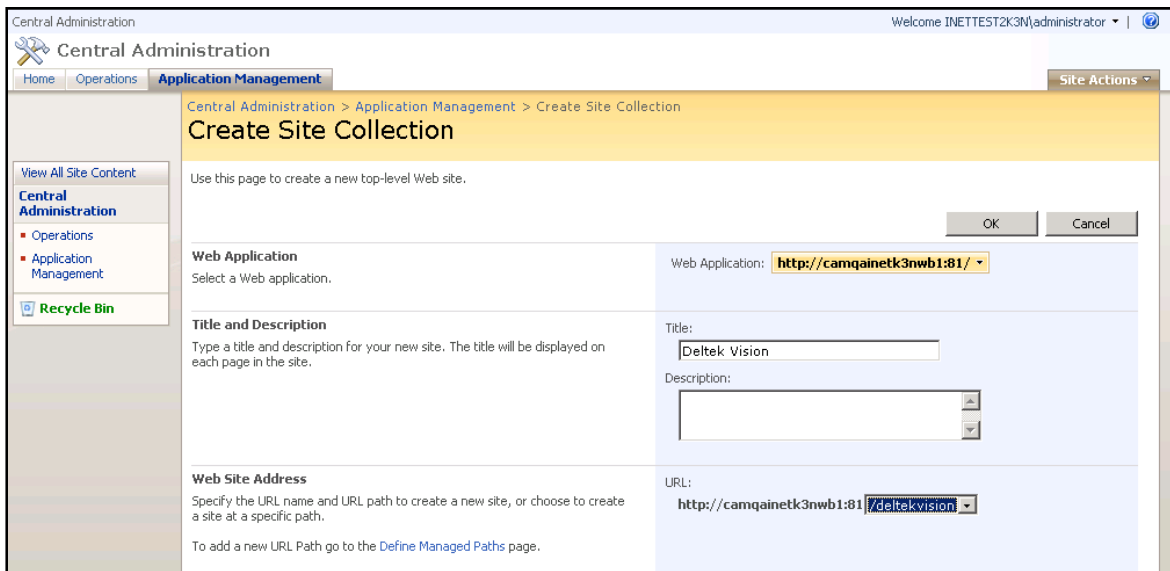 Central Administration
Welcome INETTEST2K3N\administrator
Central Administration
Home Operations Application Management
Site Actions
Central Administration > Application Management > Create Site Collection
Create Site Collection
View All Site Content
Central
Administration
Operations
Application
Management
Recycle Bin
Use this page to create a new top-level Web site.
OK Cancel
Web Application
Select a Web application.
Web Application: http://camqainetk3nwb1:81/
Title and Description
Type a title and description for your new site. The title will be displayed on
each page in the site.
Title:
Deltek Vision
Description:
Web Site Address
Specify the URL name and URL path to create a new site, or choose to create
a site at a specific path.
To add a new URL Path go to the Define Managed Paths page.
URL:
http://camqainetk3nwb1:81 /deltekvision